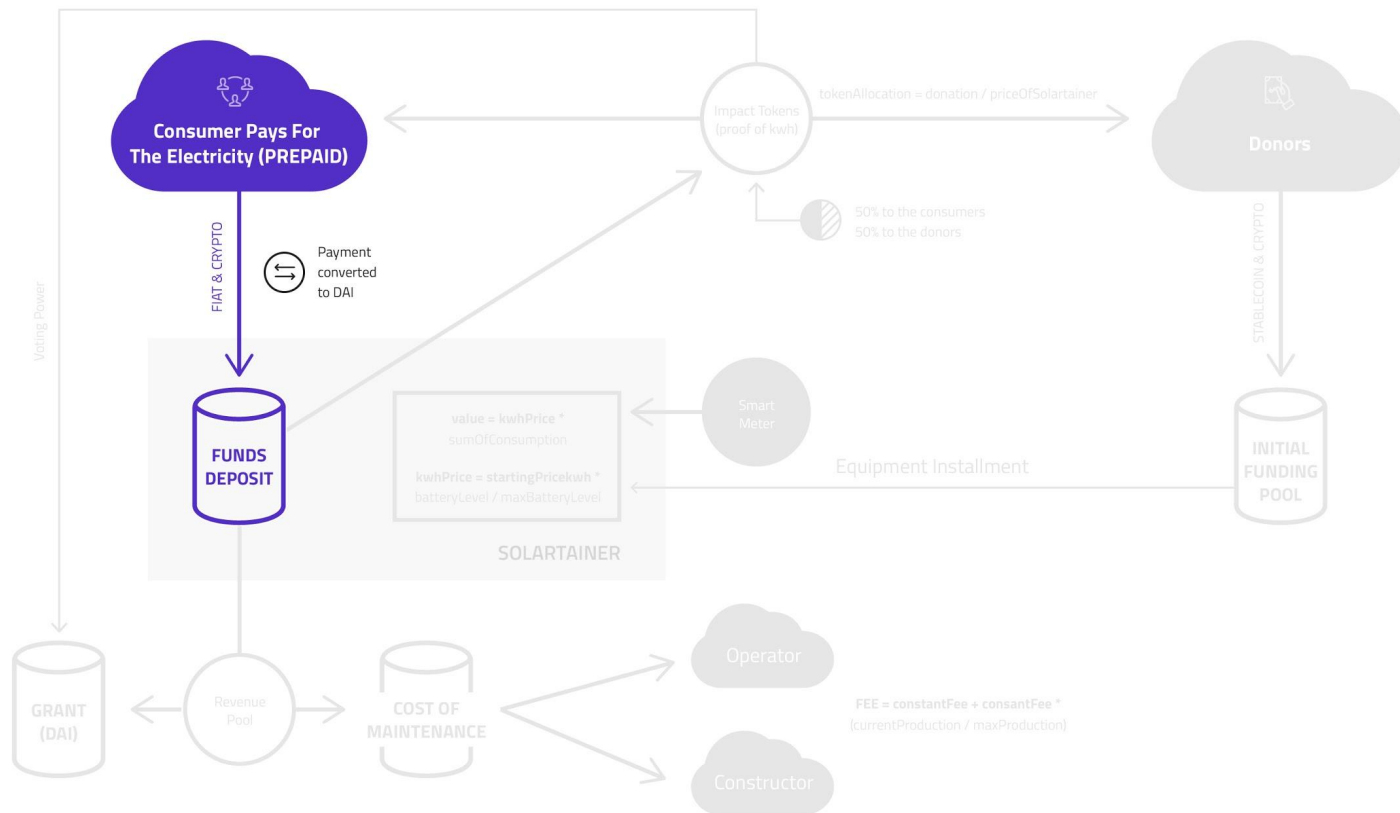 Consumer Pays For
The Electricity (PREPAID)
FIAT & CRYPTO
Payment
converted
to DAI
Voting Power
Impact Tokens
(proof of kwh)
tokenAllocation = donation / priceOfSolartainer
50% to the consumers
50% to the donors
Donors
STABLECOIN & CRYPTO
FUNDS
DEPOSIT
value = kwhPrice *
sumOfConsumption
kwhPrice = startingPricekwh *
batteryLevel / maxBatteryLevel
SOLARTAINER
Smart
Meter
Equipment Installment
INITIAL
FUNDING
POOL
GRANT
(DAI)
Revenue
Pool
COST OF
MAINTENANCE
Operator
Constructor
FEE = constantFee + consantFee *
(currentProduction / maxProduction)